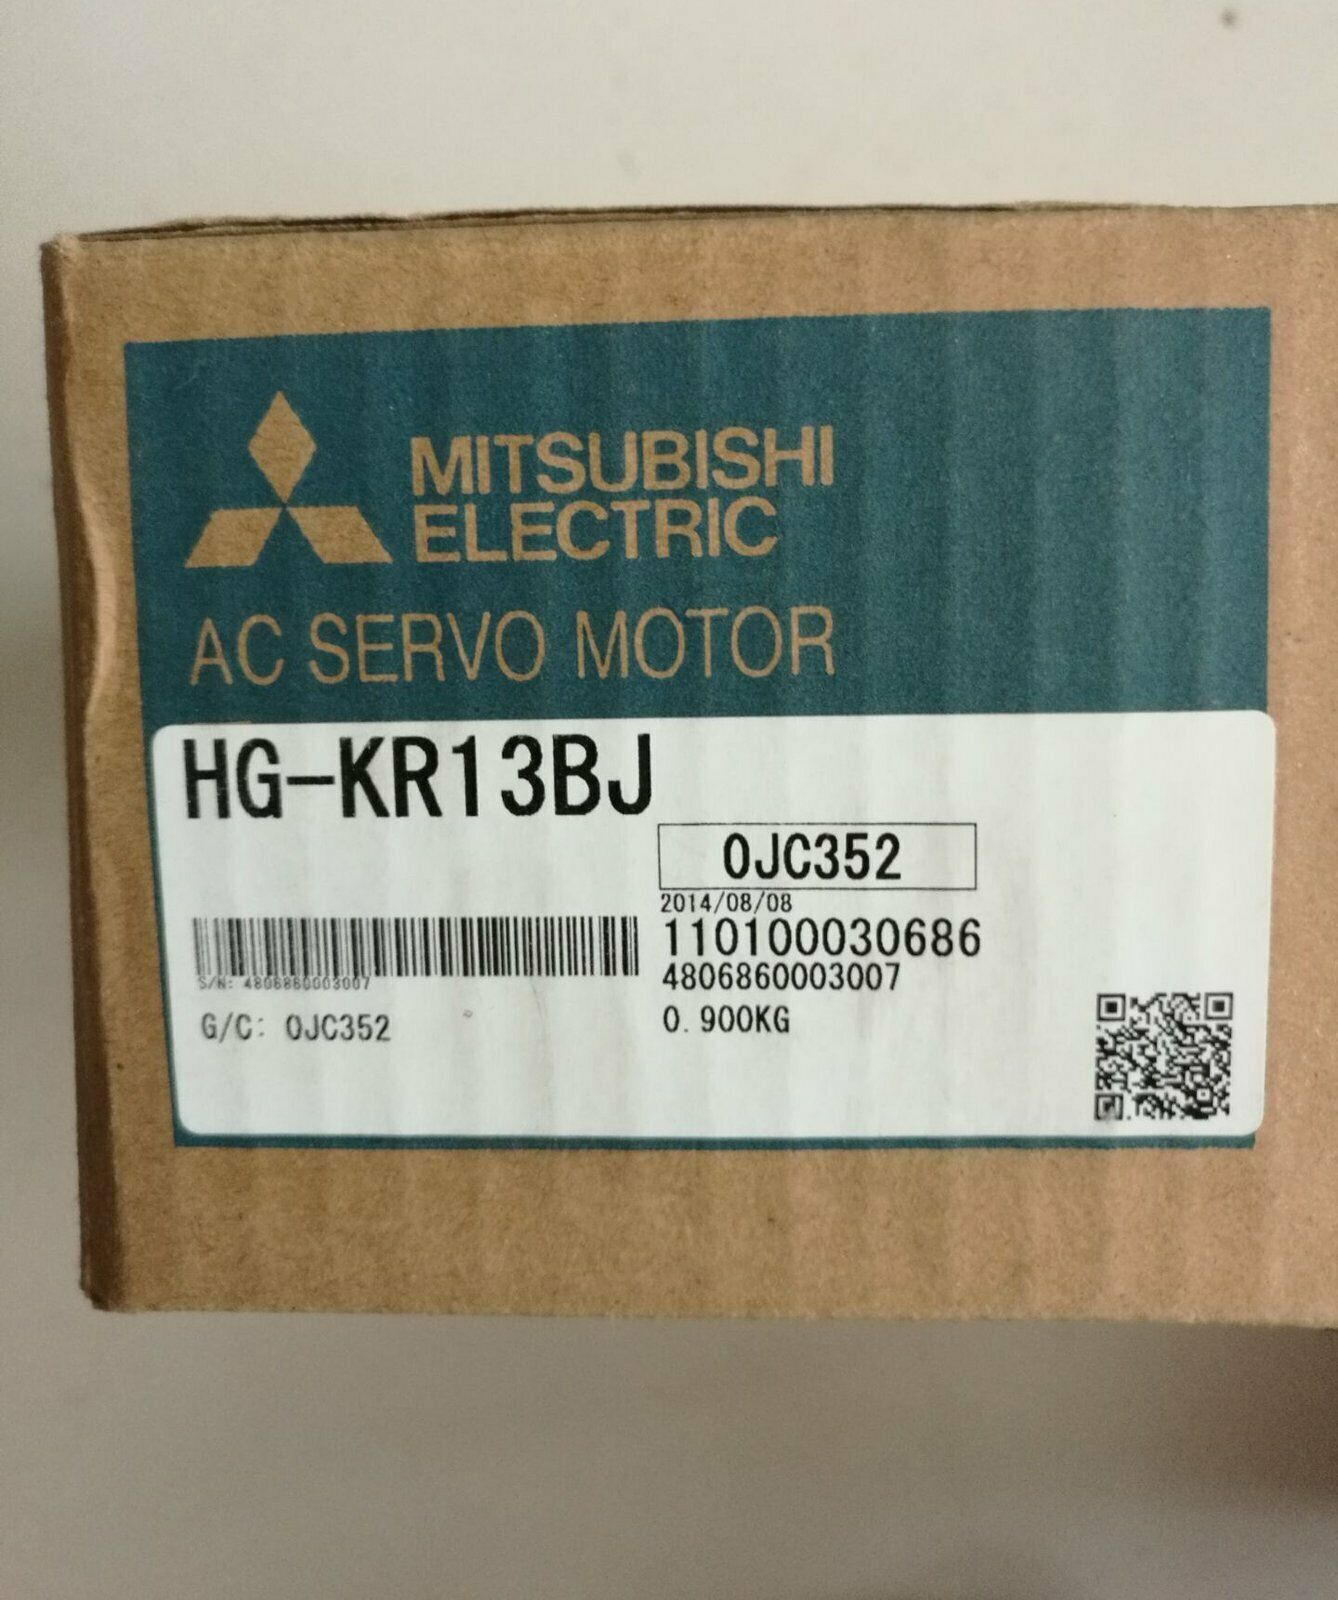 MITSUBISHI
ELECTRIC
AC SERVO MOTOR
HG-KR13BJ
0JC352
2014/08/08
110100030686
4806860003007
0.900KG
S/N: 4806860003007
G/C: 0JC352